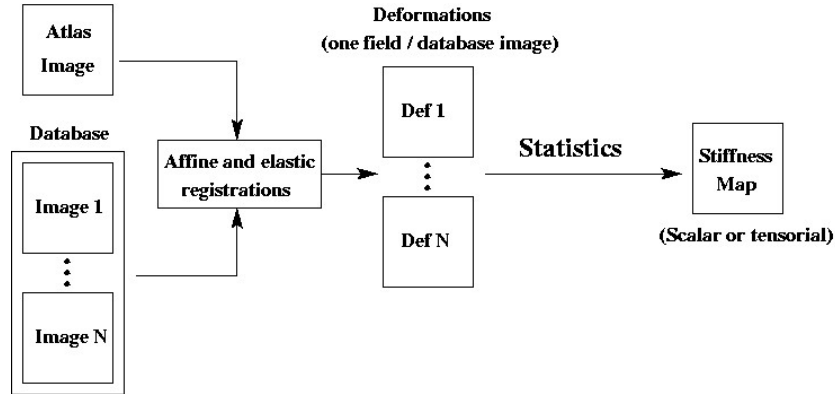 Atlas
Image
Database
Image 1
Image N
Affine and elastic
registrations
Deformations
(one field / database image)
Def 1
Def N
Statistics
Stiffness
Map
(Scalar or tensorial)